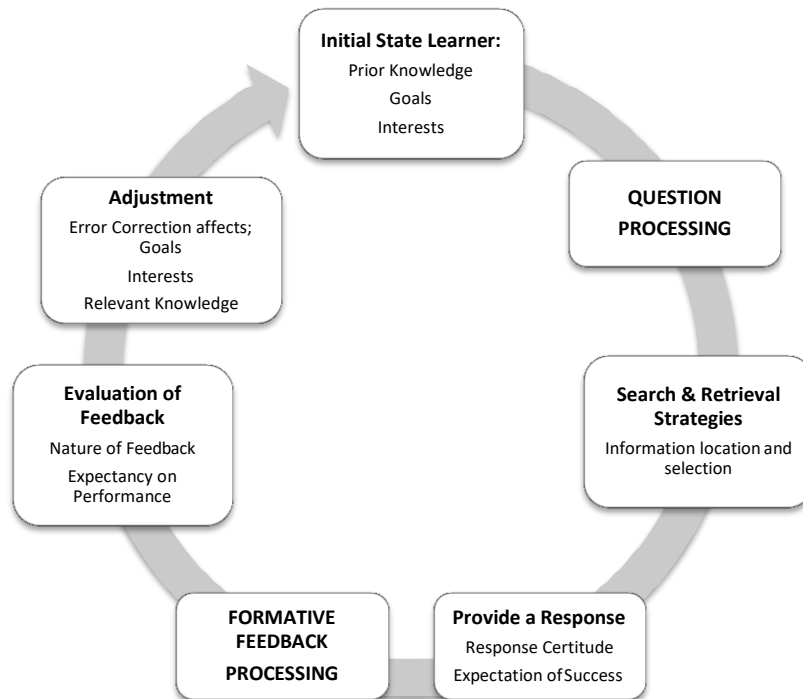 Initial State Learner:
Prior Knowledge
Goals
Interests
QUESTION
PROCESSING
Search & Retrieval
Strategies
Information location and
selection
Provide a Response
Response Certitude
Expectation of Success
FORMATIVE
FEEDBACK
PROCESSING
Evaluation of
Feedback
Nature of Feedback
Expectancy on
Performance
Adjustment
Error Correction affects;
Goals
Interests
Relevant Knowledge